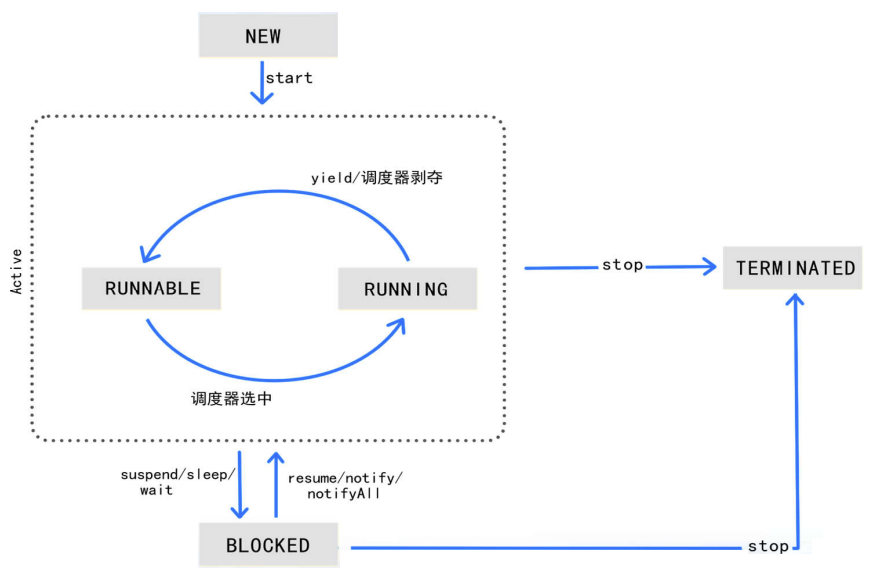 NEW
start
yield/调度器剥夺
Active
RUNNABLE
RUNNING
stop
TERMINATED
调度器选中
suspend/sleep/
wait
resume/notify/
notifyAll
BLOCKED
stop